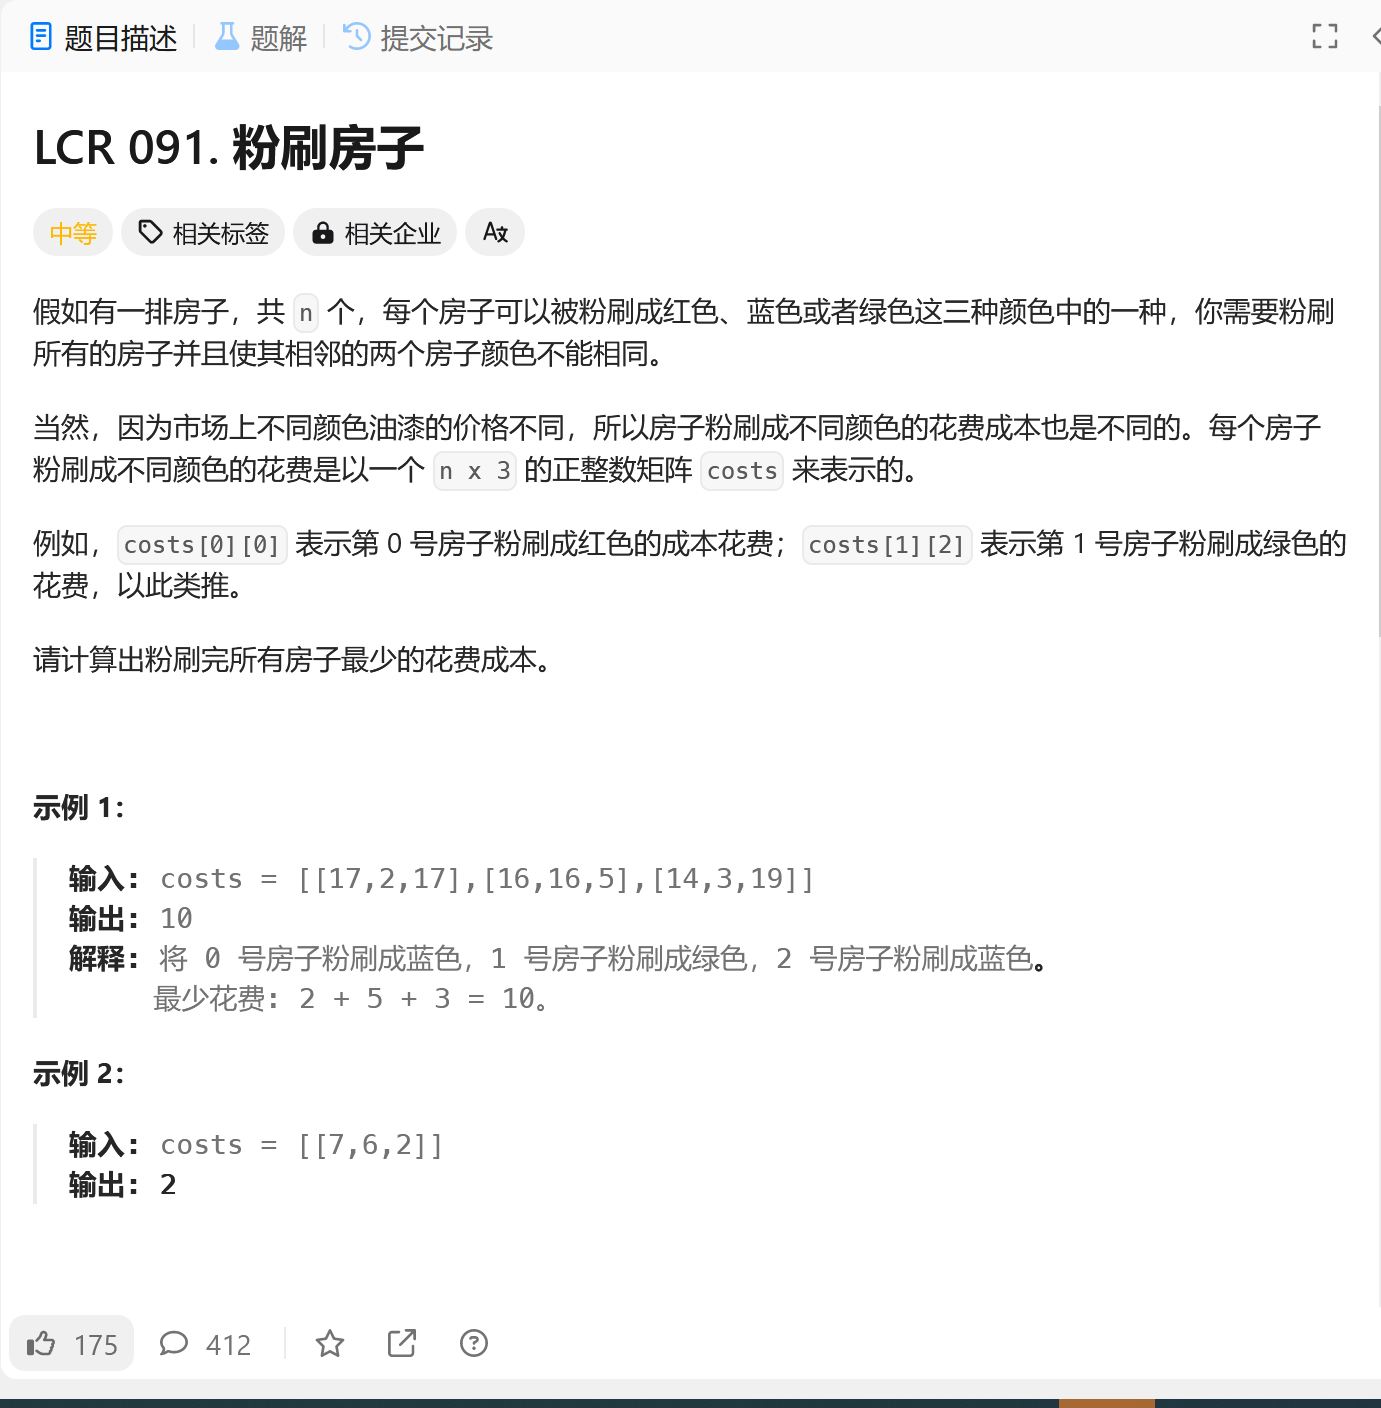 题目描述 题解 提交记录
LCR 091. 粉刷房子
中等 相关标签 相关企业
假如有一排房子，共 n 个，每个房子可以被粉刷成红色、蓝色或者绿色这三种颜色中的一种，你需要粉刷
所有的房子并且使其相邻的两个房子颜色不能相同。
当然，因为市场上不同颜色油漆的价格不同，所以房子粉刷成不同颜色的花费成本也是不同的。每个房子
粉刷成不同颜色的花费是以一个 n x 3 的正整数矩阵 costs 来表示的。
例如，costs[0][0] 表示第 0 号房子粉刷成红色的成本花费；costs[1][2] 表示第 1 号房子粉刷成绿色的
花费，以此类推。
请计算出粉刷完所有房子最少的花费成本。
示例 1：
输入： costs = [[17,2,17],[16,16,5],[14,3,19]]
输出： 10
解释： 将 0 号房子粉刷成蓝色，1 号房子粉刷成绿色，2 号房子粉刷成蓝色。
最少花费： 2 + 5 + 3 = 10。
示例 2：
输入： costs = [[7,6,2]]
输出： 2
175 412